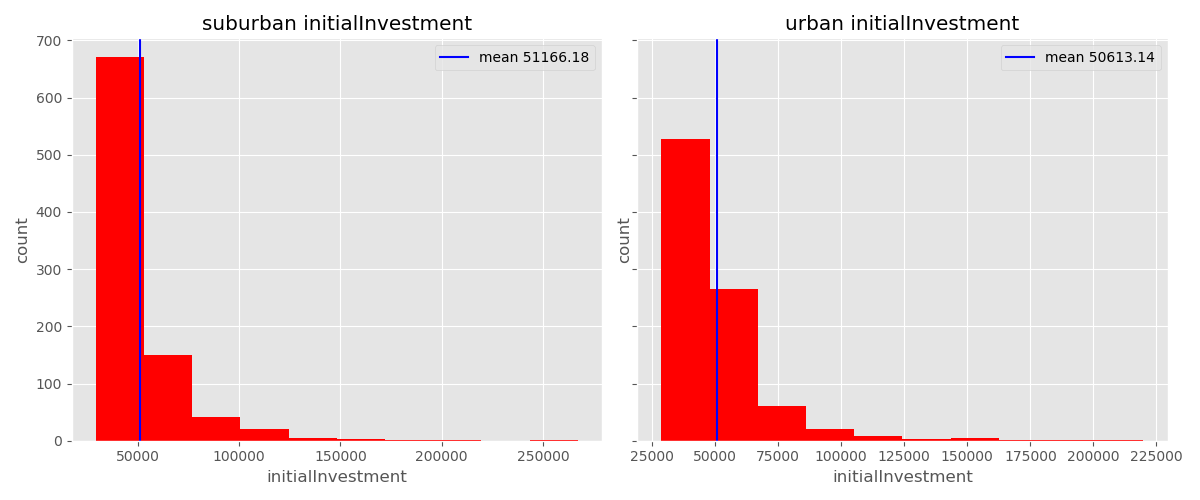 suburban initialInvestment
mean 51166.18
700
600
500
400
300
200
100
0
count
50000 100000 150000 200000 250000
initialInvestment
urban initialInvestment
mean 50613.14
count
25000 50000 75000 100000 125000 150000 175000 200000 225000
initialInvestment